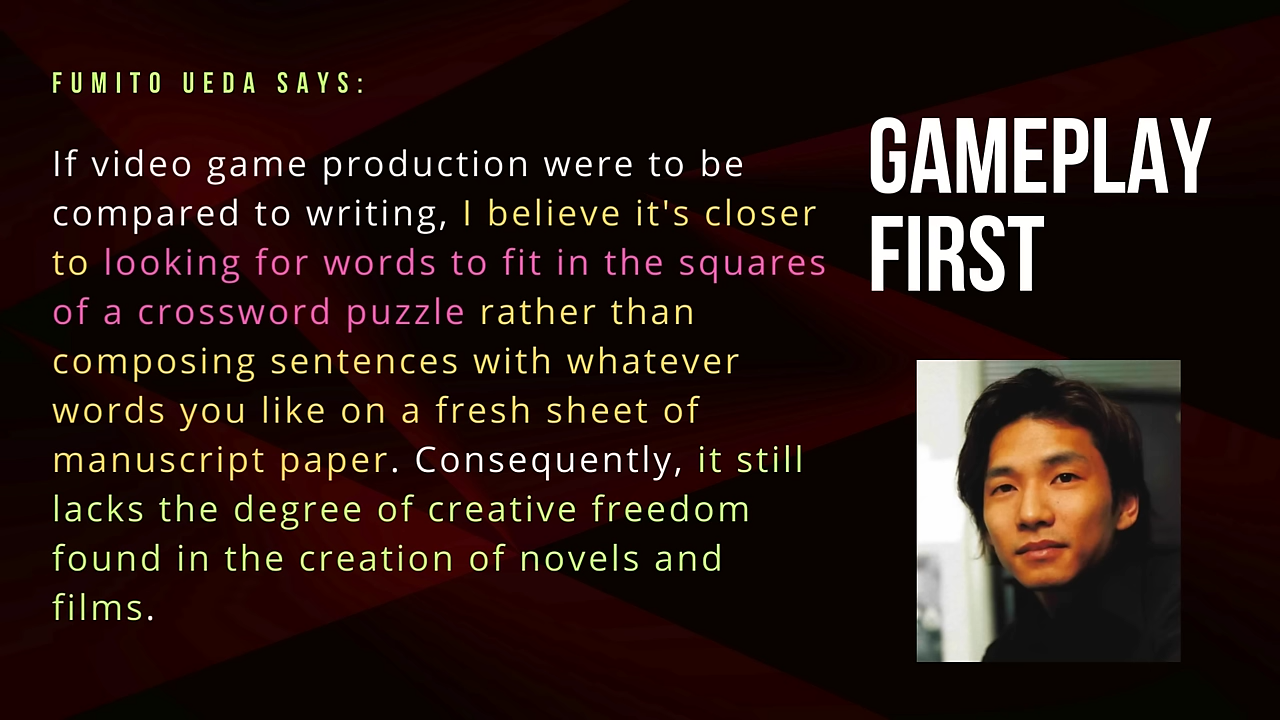 FUMITO UEDA SAYS:
If video game production were to be
compared to writing, I believe it's closer
to looking for words to fit in the squares
of a crossword puzzle rather than
composing sentences with whatever
words you like on a fresh sheet of
manuscript paper. Consequently, it still
lacks the degree of creative freedom
found in the creation of novels and
films.
GAMEPLAY
FIRST